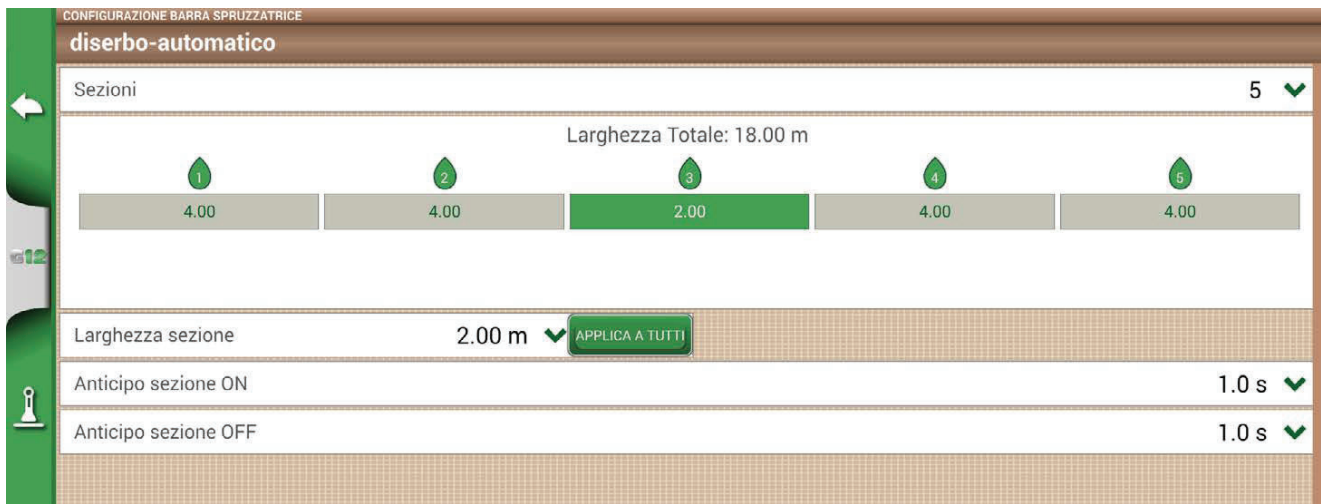 CONFIGURAZIONE BARRA SPRUZZATRICE
diserbo-automatico
Sezioni 5
Larghezza Totale: 18.00 m
1 2 3 4 5
4.00 4.00 2.00 4.00 4.00
G12
Larghezza sezione 2.00 m APPLICA A TUTTI
Anticipo sezione ON 1.0 s
Anticipo sezione OFF 1.0 s